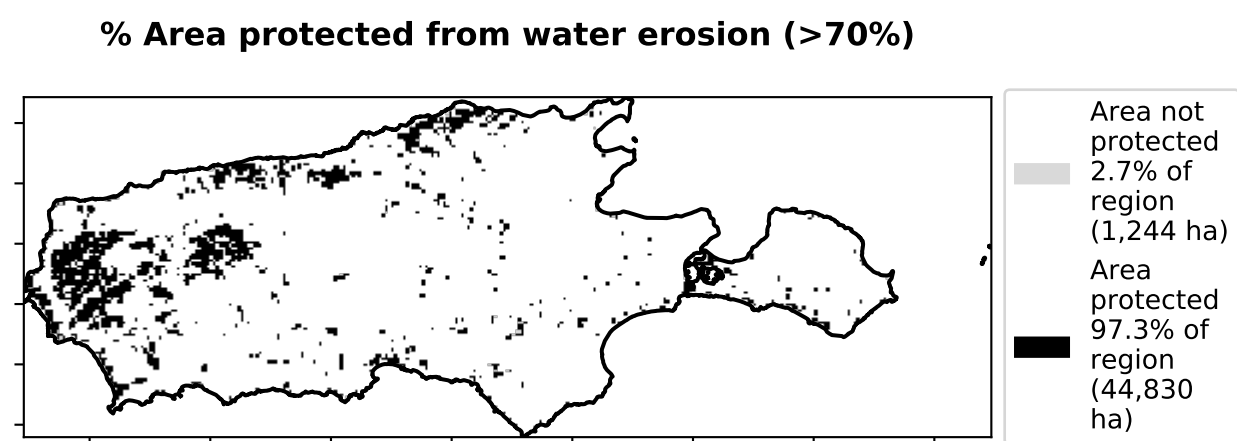 % Area protected from water erosion (>70%)
Area not
protected
2.7% of
region
(1,244 ha)
Area
protected
97.3% of
region
(44,830
ha)